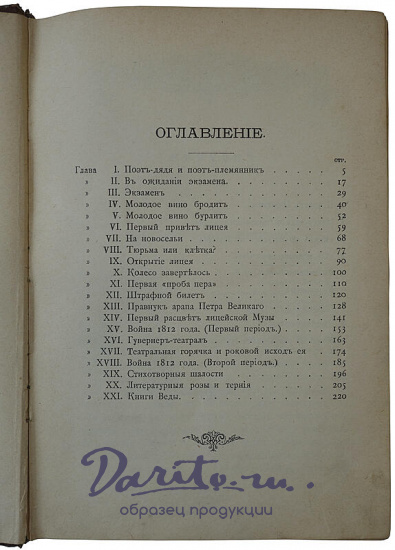 ОГЛАВЛЕНІЕ.
стр.
Глава I. Поэтъ-дядя и поэтъ-племянникъ . . . . . . 5
» II. Въ ожиданіи экзамена. . . . . . . . . 17
» III. Экзаменъ . . . . . . . . . . 29
» IV. Молодое вино бродитъ . . . . . . . . 40
» V. Молодое вино бурлитъ . . . . . . . . 52
» VI. Первый привѣтъ лицея . . . . . . . . 59
» VII. На новосельи . . . . . . . . . . 68
» VIII. Тюрьма или клѣтка? . . . . . . . . 77
» IX. Открытіе лицея . . . . . . . . . 90
» X. Колесо завертѣлось . . . . . . . . 100
» XI. Первая «проба пера» . . . . . . . . 110
» XII. Штрафной билетъ . . . . . . . . . 120
» XIII. Правнукъ арапа Петра Великаго . . . . . . 128
» XIV. Первый расцвѣтъ лицейской Музы . . . . . 141
» XV. Война 1812 года. (Первый періодъ.) . . . . . 153
» XVI. Гувернеръ-театралъ . . . . . . . . 163
» XVII. Театральная горячка и роковой исходъ ея . . . 174
» XVIII. Война 1812 года. (Второй періодъ.) . . . . . 185
» XIX. Стихотворныя шалости . . . . . . . . 196
» XX. Литературныя розы и тернія . . . . . . . 205
» XXI. Книги Веды. . . . . . . . . . . 220
Darito.ru.
образец продукции